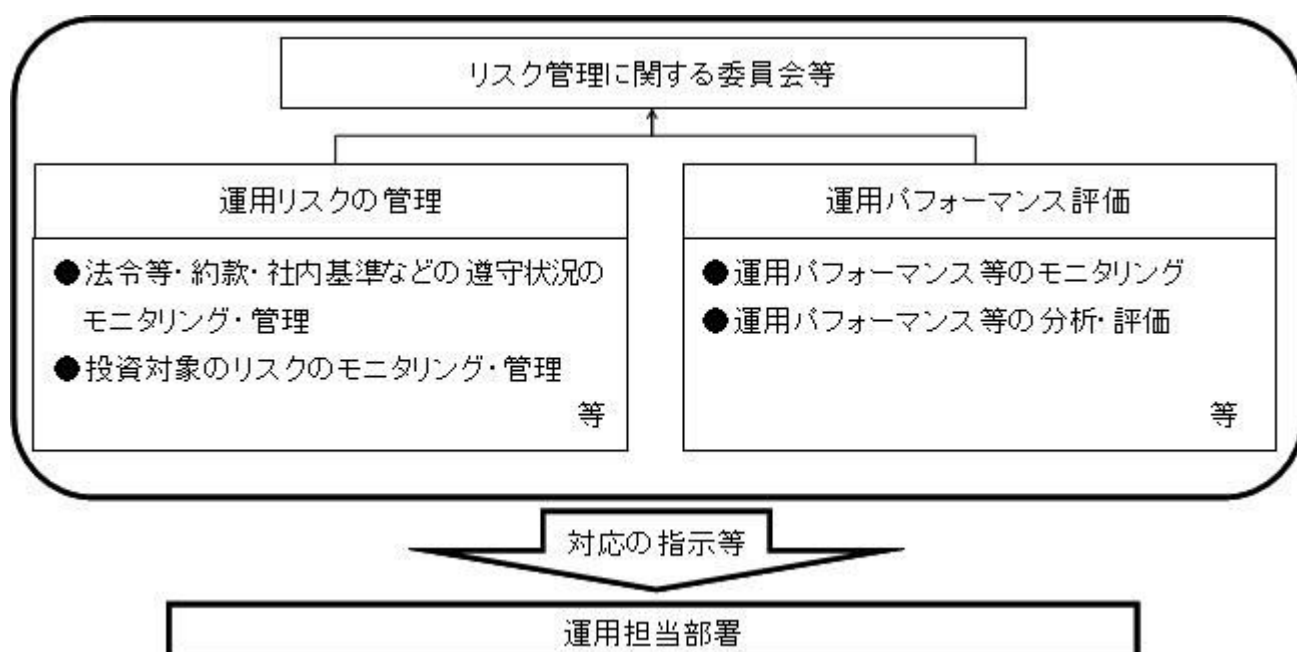 リスク管理に関する委員会等
運用リスクの管理
●法令等・約款・社内基準などの遵守状況の
モニタリング・管理
●投資対象のリスクのモニタリング・管理
等
運用パフォーマンス評価
●運用パフォーマンス等のモニタリング
●運用パフォーマンス等の分析・評価
等
対応の指示等
運用担当部署